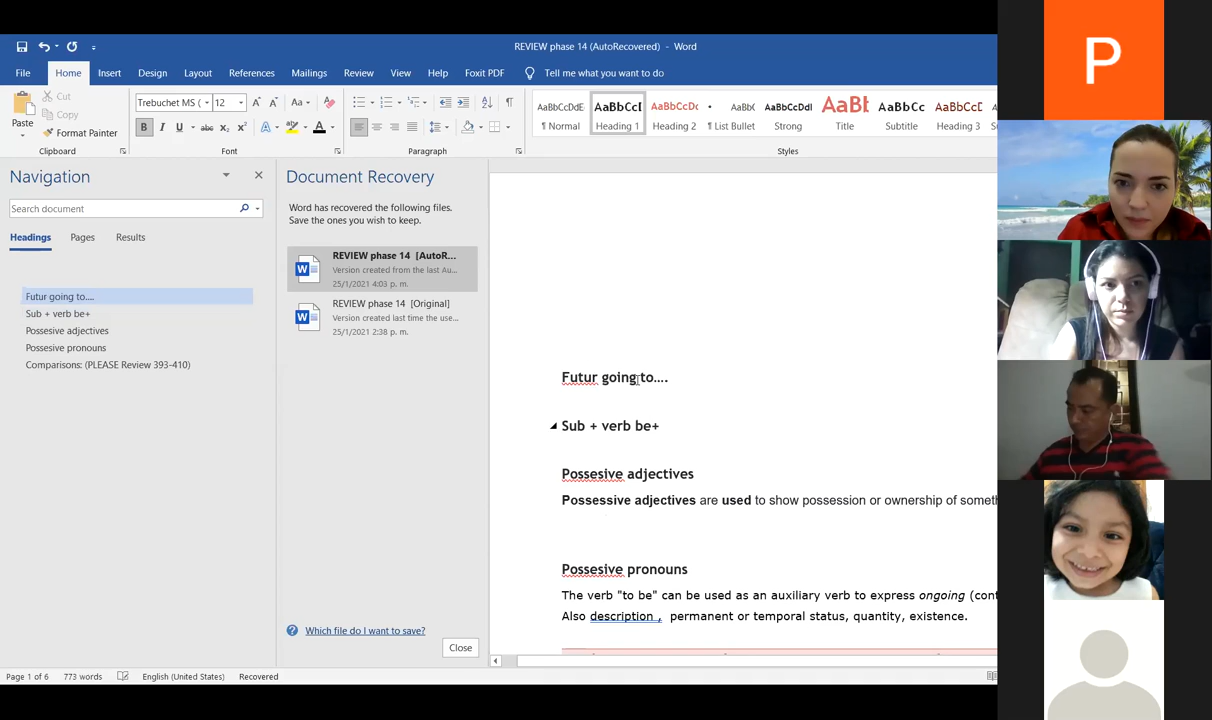 REVIEW phase 14 (AutoRecovered) - Word
File Home Insert Design Layout References Mailings Review View Help Foxit PDF Tell me what you want to do
Paste
Cut
Copy
Format Painter
Trebuchet MS ( 12
AaBbCcDdE AaBbCcI AaBbCcDc AaBb( AaBbCcDdl AaBb AaBbCc AaBbCcI
¶ Normal Heading 1 Heading 2 ¶ List Bullet Strong Title Subtitle Heading 3
Clipboard Font Paragraph Styles
Navigation
Search document
Headings Pages Results
Futur going to....
Sub + verb be+
Possesive adjectives
Possesive pronouns
Comparisons: (PLEASE Review 393-410)
Document Recovery
Word has recovered the following files.
Save the ones you wish to keep.
REVIEW phase 14 [AutoR...
Version created from the last Au...
25/1/2021 4:03 p. m.
REVIEW phase 14 [Original]
Version created last time the use...
25/1/2021 2:38 p. m.
Which file do I want to save?
Close
Futur going to....
Sub + verb be+
Possesive adjectives
Possessive adjectives are used to show possession or ownership of someth
Possesive pronouns
The verb "to be" can be used as an auxiliary verb to express ongoing (cont
Also description , permanent or temporal status, quantity, existence.
Page 1 of 6 773 words English (United States) Recovered
P